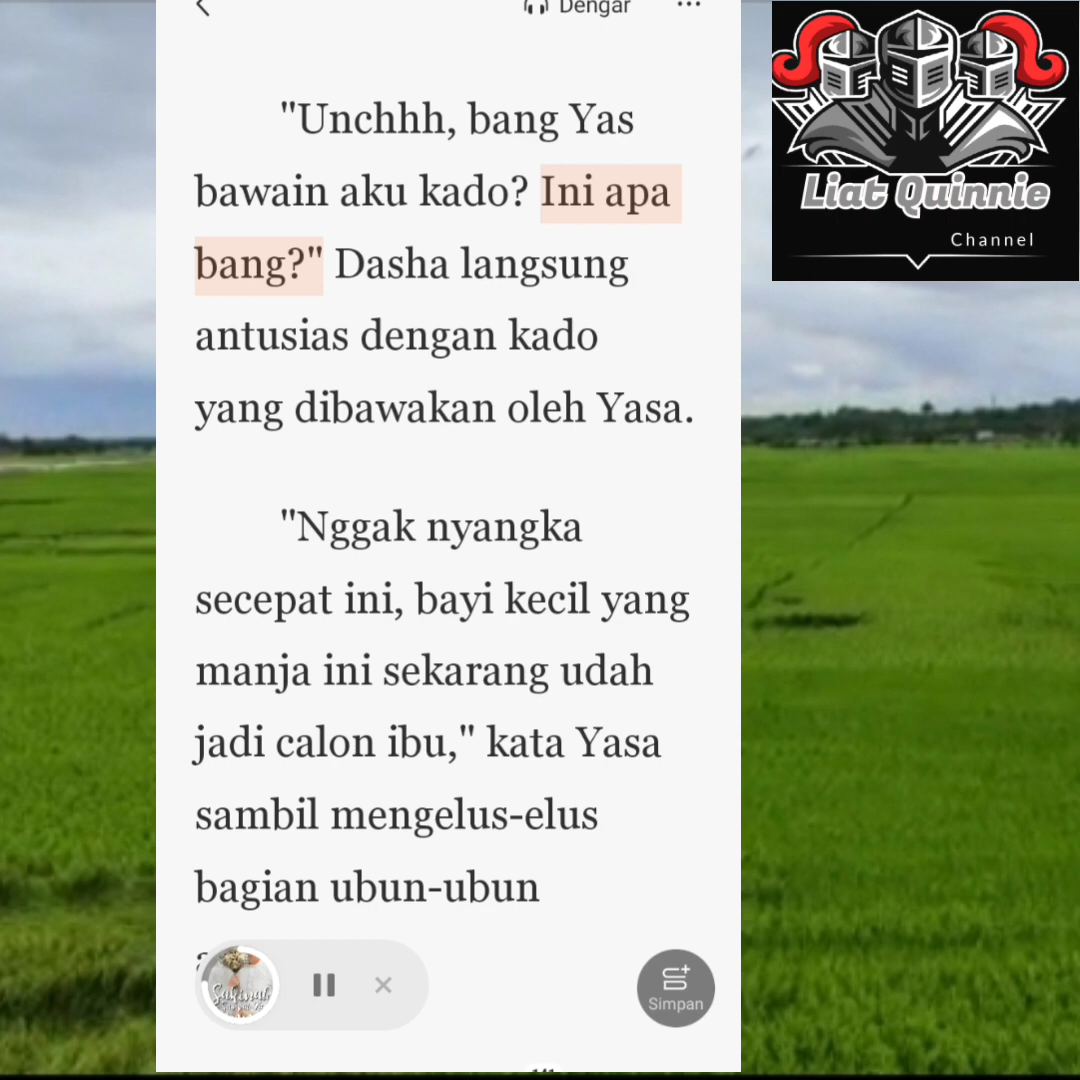 Dengar
"Unchhh, bang Yas
bawain aku kado? Ini apa
bang?" Dasha langsung
antusias dengan kado
yang dibawakan oleh Yasa.
"Nggak nyangka
secepat ini, bayi kecil yang
manja ini sekarang udah
jadi calon ibu," kata Yasa
sambil mengelus-elus
bagian ubun-ubun
Sakinah
Simpan
Liat Quinnie
Channel